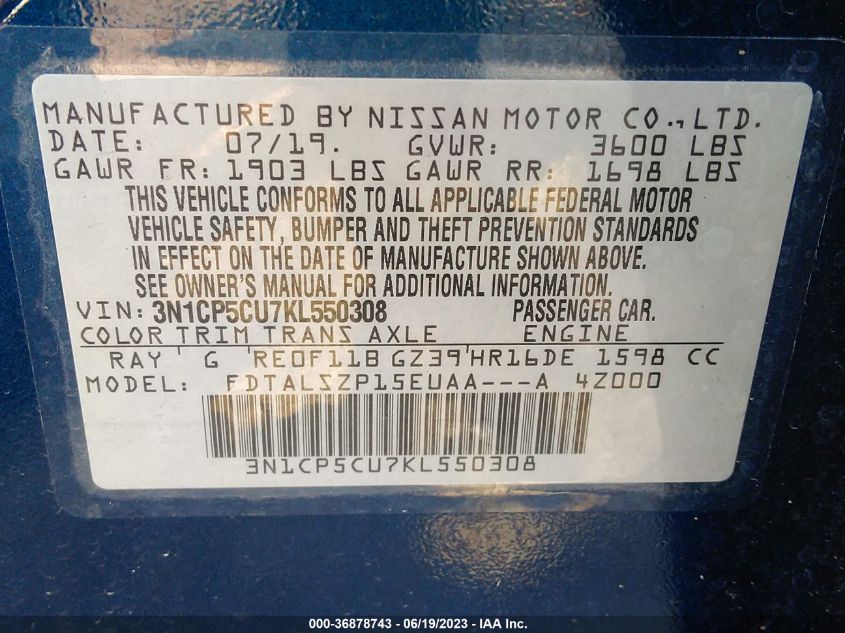 MANUFACTURED BY NISSAN MOTOR CO., LTD.
DATE: 07/19. GVWR: 3600 LBS
GAWR FR: 1903 LBS GAWR RR: 1698 LBS
THIS VEHICLE CONFORMS TO ALL APPLICABLE FEDERAL MOTOR
VEHICLE SAFETY, BUMPER AND THEFT PREVENTION STANDARDS
IN EFFECT ON THE DATE OF MANUFACTURE SHOWN ABOVE.
SEE OWNER'S MANUAL FOR ADDITIONAL INFORMATION.
VIN: 3N1CP5CU7KL550308 PASSENGER CAR.
COLOR TRIM TRANS AXLE ENGINE
RAY G RE0F11B GZ39 HR16DE 1598 CC
MODEL: FDTALSZP15EUAA---A 4Z000
3N1CP5CU7KL550308
000-36878743 - 06/19/2023 - IAA Inc.